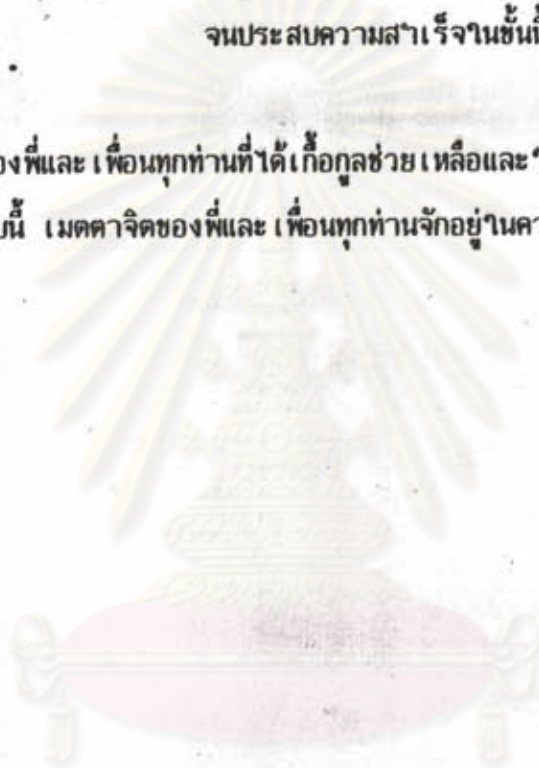 จนประสบความสำเร็จในขั้นนี้
องพี่และเพื่อนทุกท่านที่ได้เกื้อกูลช่วยเหลือและ
บนี้ เมตตาจิตของพี่และเพื่อนทุกท่านจักอยู่ในคว